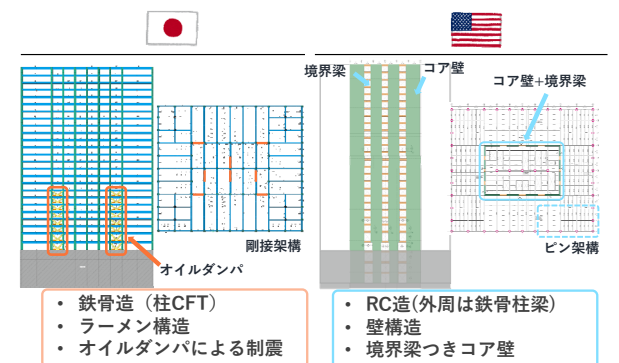 境界梁
コア壁
コア壁+境界梁
剛接架構
ピン架構
オイルダンパ
• 鉄骨造（柱CFT）
• ラーメン構造
• オイルダンパによる制震
• RC造(外周は鉄骨柱梁)
• 壁構造
• 境界梁つきコア壁